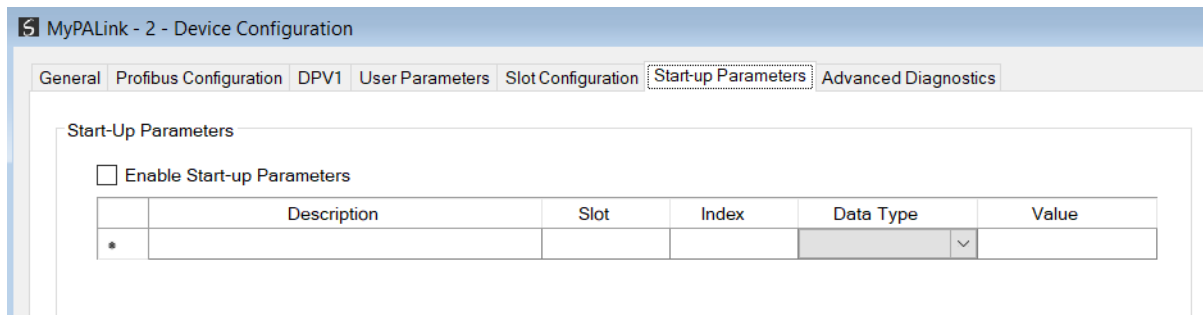 MyPALink - 2 - Device Configuration
General Profibus Configuration DPV1 User Parameters Slot Configuration Start-up Parameters Advanced Diagnostics
Start-Up Parameters
Enable Start-up Parameters
Description Slot Index Data Type Value
*